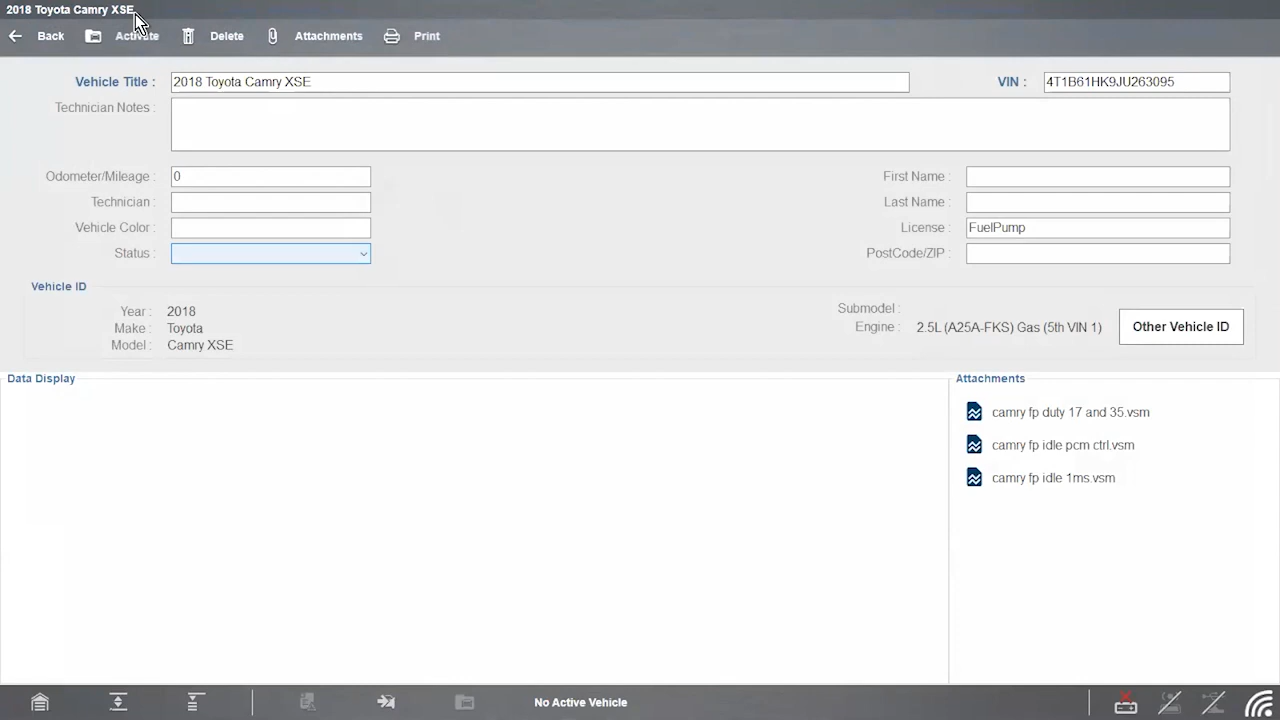 2018 Toyota Camry XSE
Back Activate Delete Attachments Print
Vehicle Title : 2018 Toyota Camry XSE VIN : 4T1B61HK9JU263095
Technician Notes :
Odometer/Mileage : 0 First Name :
Technician : Last Name :
Vehicle Color : License : FuelPump
Status : PostCode/ZIP :
Vehicle ID
Year : 2018 Submodel :
Make : Toyota Engine : 2.5L (A25A-FKS) Gas (5th VIN 1) Other Vehicle ID
Model : Camry XSE
Data Display Attachments
camry fp duty 17 and 35.vsm
camry fp idle pcm ctrl.vsm
camry fp idle 1ms.vsm
No Active Vehicle